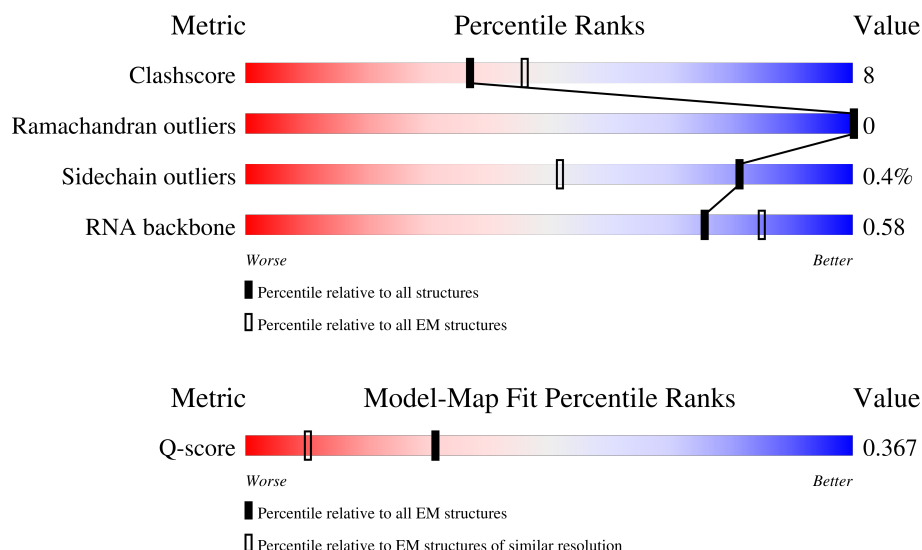 Metric Percentile Ranks Value
Clashscore 8
Ramachandran outliers 0
Sidechain outliers 0.4%
RNA backbone 0.58
Worse Better
Percentile relative to all structures
Percentile relative to all EM structures
Metric Model-Map Fit Percentile Ranks Value
Q-score 0.367
Worse Better
Percentile relative to all EM structures
Percentile relative to EM structures of similar resolution